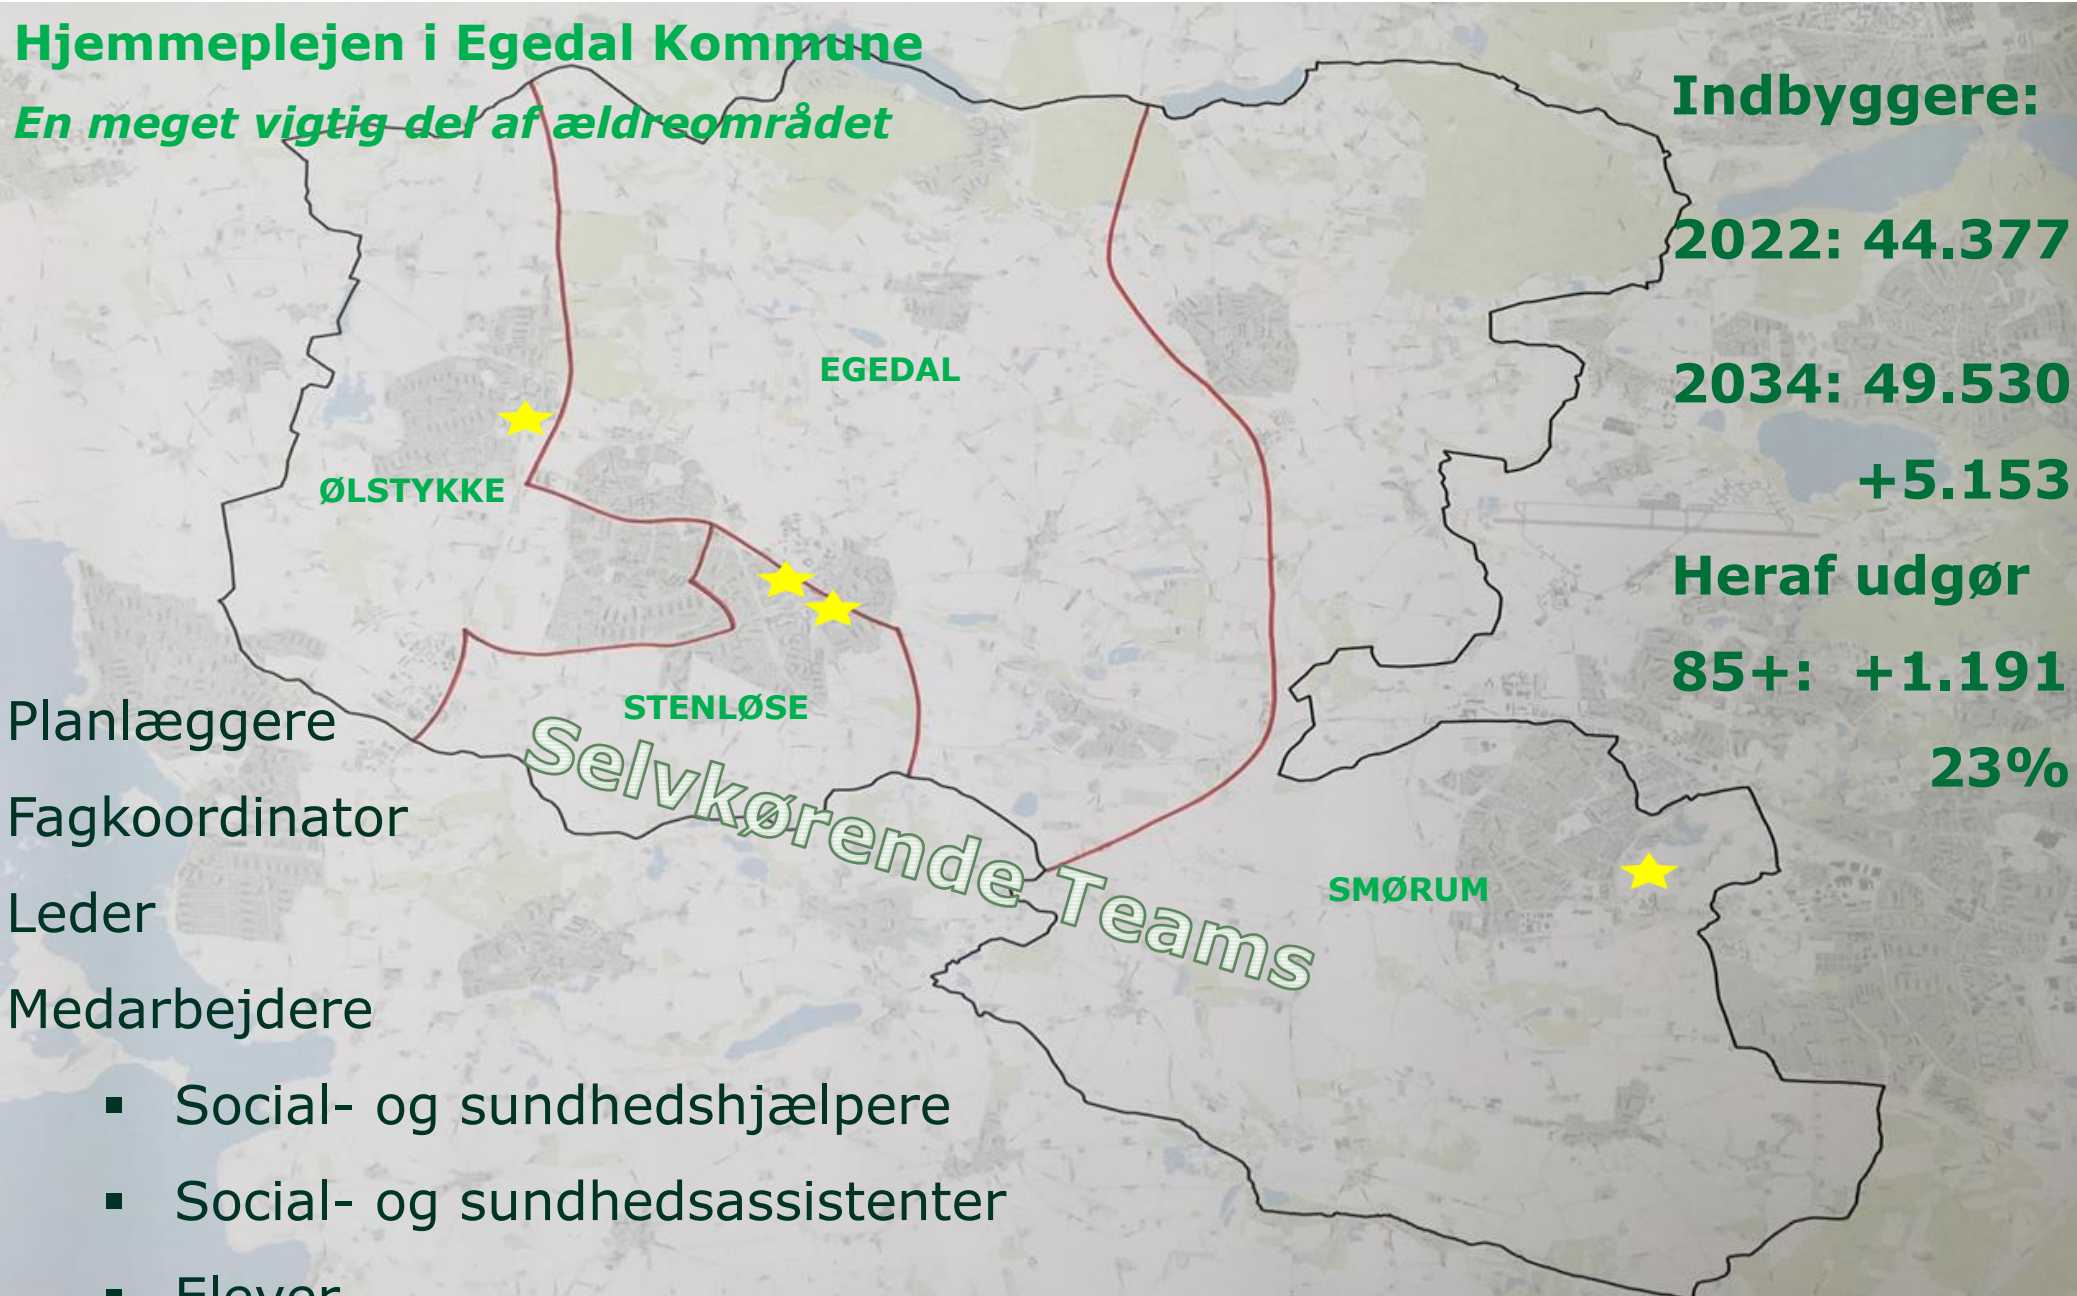 Hjemmeplejen i Egedal Kommune
En meget vigtig del af ældreområdet
Indbyggere:
2022: 44.377
2034: 49.530
+5.153
Heraf udgør
85+: +1.191
23%
EGEDAL
ØLSTYKKE
STENLØSE
SMØRUM
Selvkørende Teams
Planlæggere
Fagkoordinator
Leder
Medarbejdere
▪ Social- og sundhedshjælpere
▪ Social- og sundhedsassistenter
▪ Elever